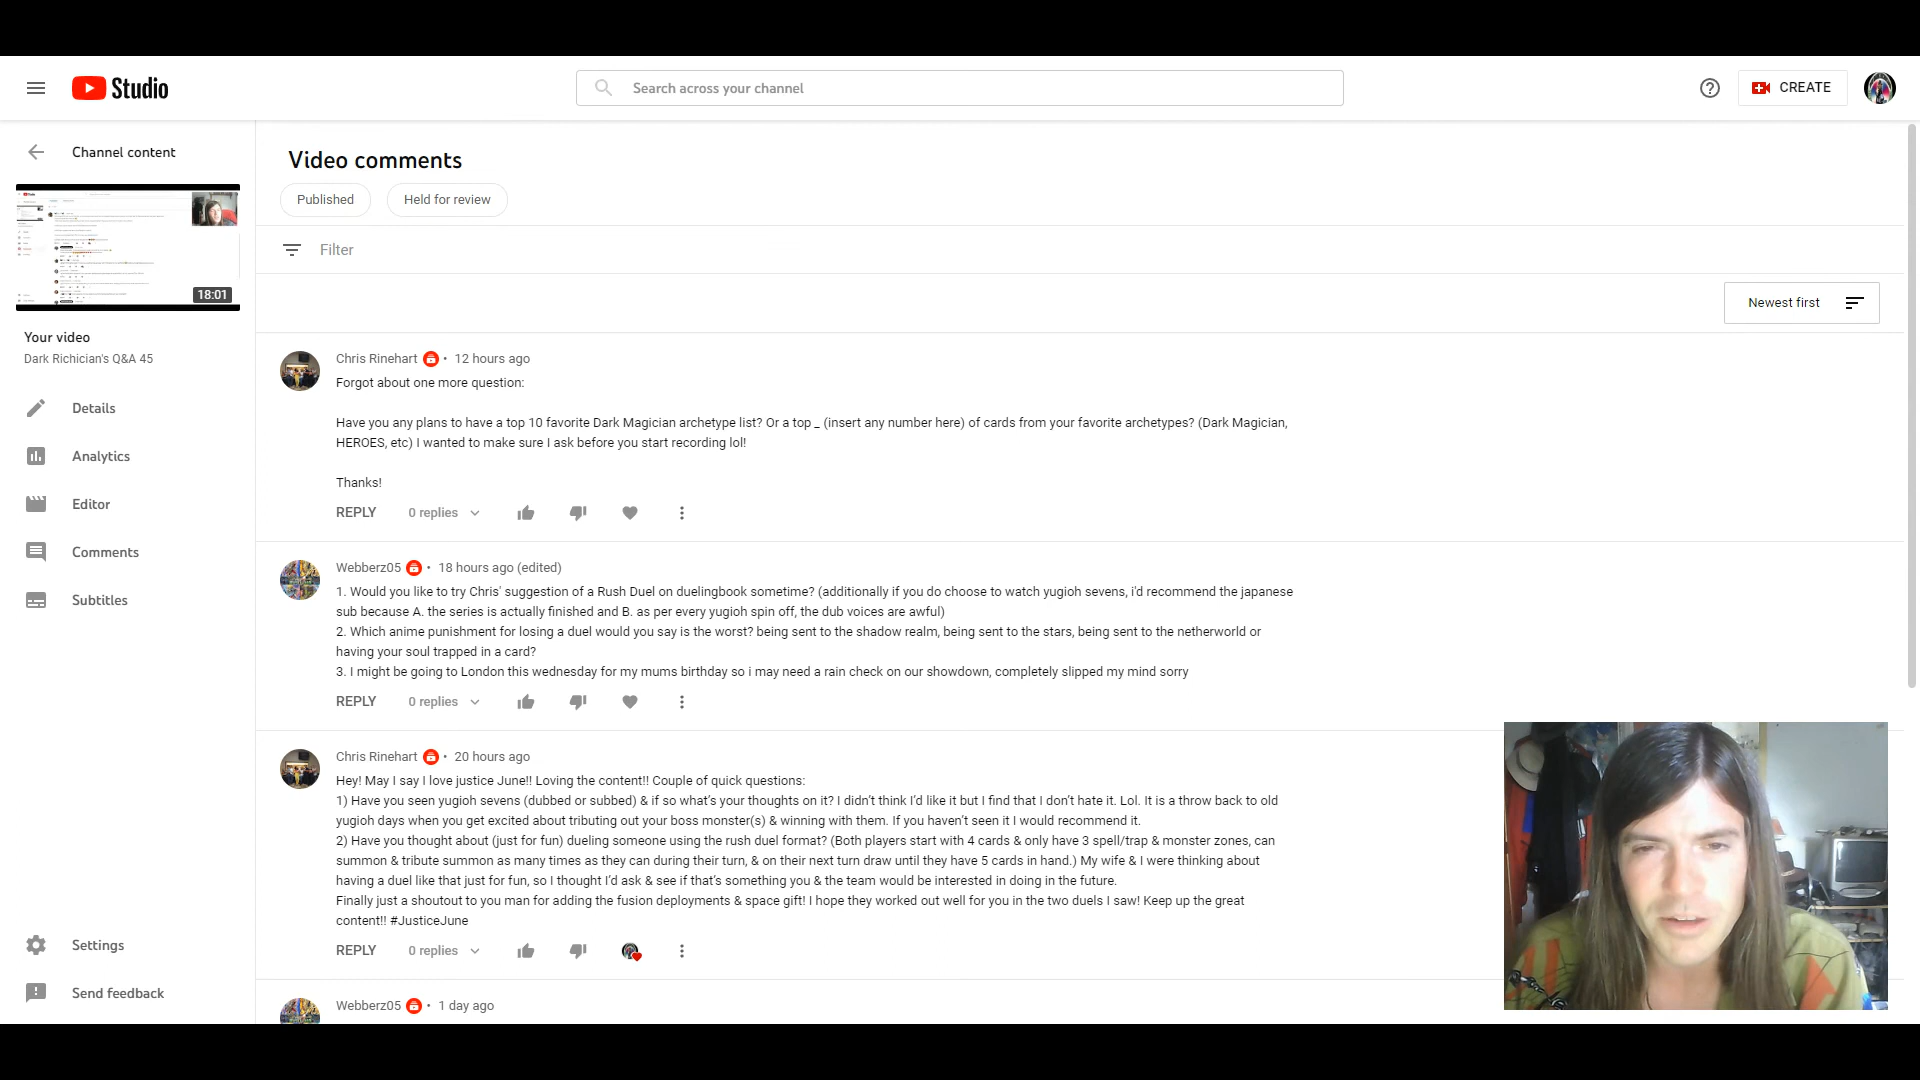 Studio
Search across your channel
CREATE
Channel content
Video comments
Published
Held for review
Filter
18:01
Newest first
Your video
Dark Richician's Q&A 45
Details
Analytics
Editor
Comments
Subtitles
Settings
Send feedback
Chris Rinehart • 12 hours ago
Forgot about one more question:
Have you any plans to have a top 10 favorite Dark Magician archetype list? Or a top _ (insert any number here) of cards from your favorite archetypes? (Dark Magician,
HEROES, etc) I wanted to make sure I ask before you start recording lol!
Thanks!
REPLY 0 replies
Webberz05 • 18 hours ago (edited)
1. Would you like to try Chris' suggestion of a Rush Duel on duelingbook sometime? (additionally if you do choose to watch yugioh sevens, i'd recommend the japanese
sub because A. the series is actually finished and B. as per every yugioh spin off, the dub voices are awful)
2. Which anime punishment for losing a duel would you say is the worst? being sent to the shadow realm, being sent to the stars, being sent to the netherworld or
having your soul trapped in a card?
3. I might be going to London this wednesday for my mums birthday so i may need a rain check on our showdown, completely slipped my mind sorry
REPLY 0 replies
Chris Rinehart • 20 hours ago
Hey! May I say I love justice June!! Loving the content!! Couple of quick questions:
1) Have you seen yugioh sevens (dubbed or subbed) & if so what's your thoughts on it? I didn't think I'd like it but I find that I don't hate it. Lol. It is a throw back to old
yugioh days when you get excited about tributing out your boss monster(s) & winning with them. If you haven't seen it I would recommend it.
2) Have you thought about (just for fun) dueling someone using the rush duel format? (Both players start with 4 cards & only have 3 spell/trap & monster zones, can
summon & tribute summon as many times as they can during their turn, & on their next turn draw until they have 5 cards in hand.) My wife & I were thinking about
having a duel like that just for fun, so I thought I'd ask & see if that's something you & the team would be interested in doing in the future.
Finally just a shoutout to you man for adding the fusion deployments & space gift! I hope they worked out well for you in the two duels I saw! Keep up the great
content!! #JusticeJune
REPLY 0 replies
Webberz05 • 1 day ago